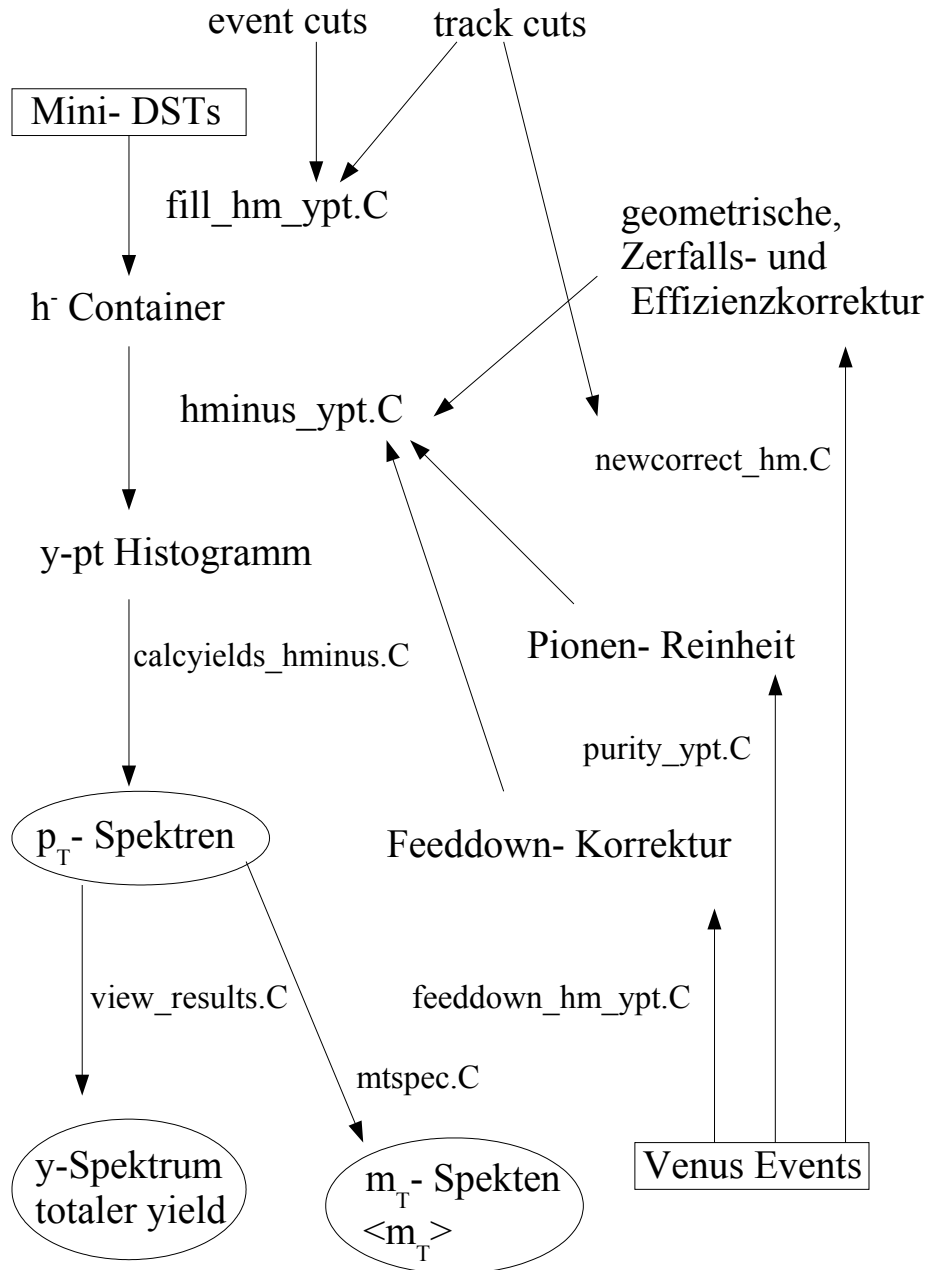 event cuts
track cuts
Mini- DSTs
fill_hm_ypt.C
geometrische,
Zerfalls- und
Effizienzkorrektur
h- Container
hminus_ypt.C
newcorrect_hm.C
y-pt Histogramm
calcyields_hminus.C
Pionen- Reinheit
purity_ypt.C
pT- Spektren
Feeddown- Korrektur
view_results.C
feeddown_hm_ypt.C
mtspec.C
y-Spektrum
totaler yield
mT- Spekten
<mT>
Venus Events